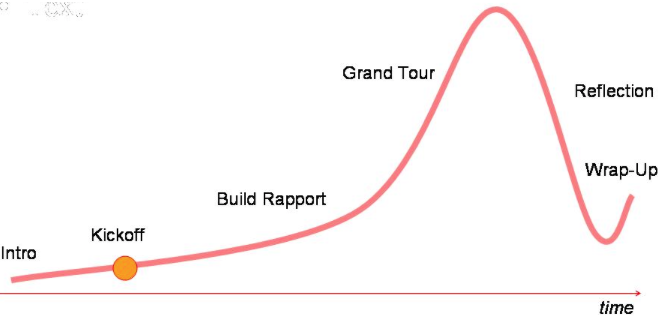 Grand Tour
Reflection
Wrap-Up
Build Rapport
Kickoff
Intro
time